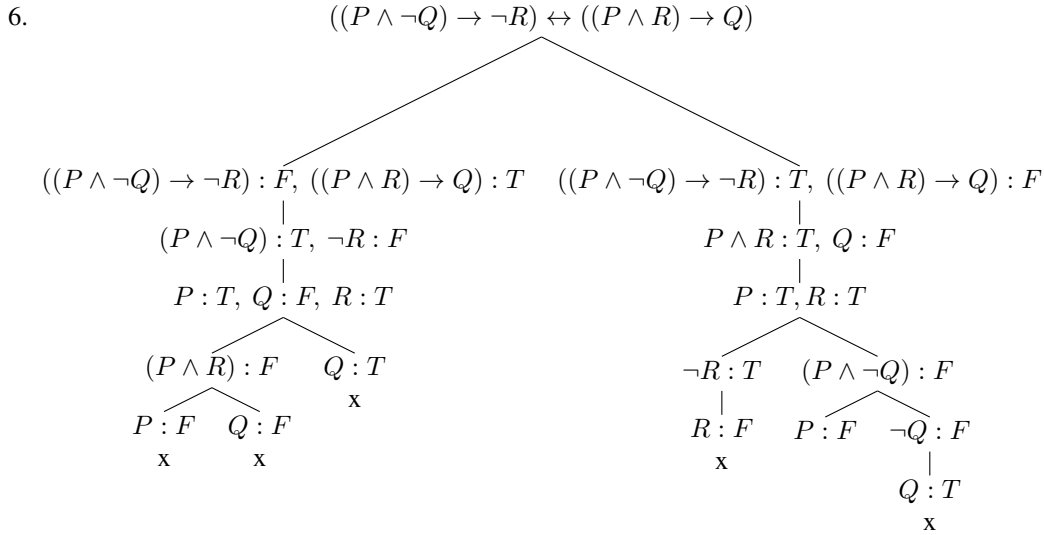 6. ((P ∧ ¬Q) → ¬R) ↔ ((P ∧ R) → Q)
((P ∧ ¬Q) → ¬R) : F, ((P ∧ R) → Q) : T ((P ∧ ¬Q) → ¬R) : T, ((P ∧ R) → Q) : F
(P ∧ ¬Q) : T, ¬R : F P ∧ R : T, Q : F
P : T, Q : F, R : T P : T, R : T
(P ∧ R) : F Q : T ¬R : T (P ∧ ¬Q) : F
x
P : F Q : F R : F P : F ¬Q : F
x x x
Q : T
x